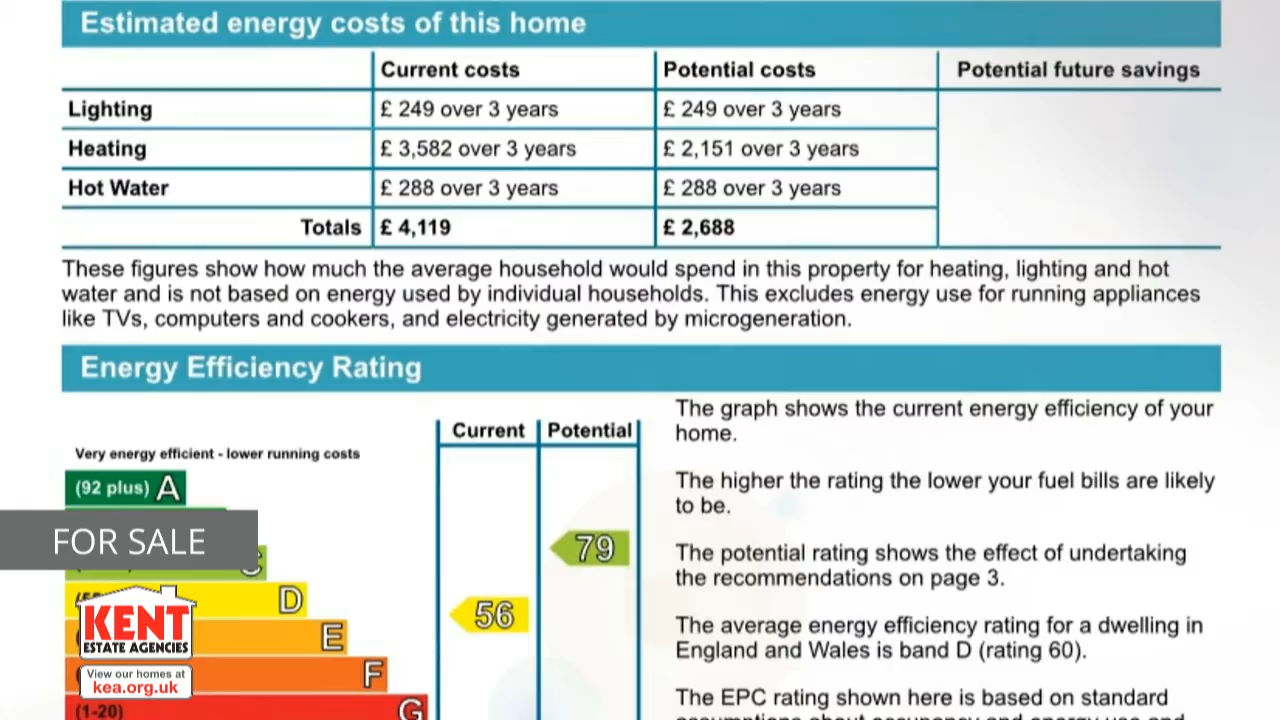 Estimated energy costs of this home
Current costs Potential costs Potential future savings
Lighting £ 249 over 3 years £ 249 over 3 years
Heating £ 3,582 over 3 years £ 2,151 over 3 years
Hot Water £ 288 over 3 years £ 288 over 3 years
Totals £ 4,119 £ 2,688
These figures show how much the average household would spend in this property for heating, lighting and hot
water and is not based on energy used by individual households. This excludes energy use for running appliances
like TVs, computers and cookers, and electricity generated by microgeneration.
Energy Efficiency Rating
Current Potential
Very energy efficient - lower running costs
(92 plus) A
C
D
E
F
(1-20) G
79
56
The graph shows the current energy efficiency of your
home.
The higher the rating the lower your fuel bills are likely
to be.
The potential rating shows the effect of undertaking
the recommendations on page 3.
The average energy efficiency rating for a dwelling in
England and Wales is band D (rating 60).
The EPC rating shown here is based on standard
FOR SALE
KENT
ESTATE AGENCIES
View our homes at
kea.org.uk